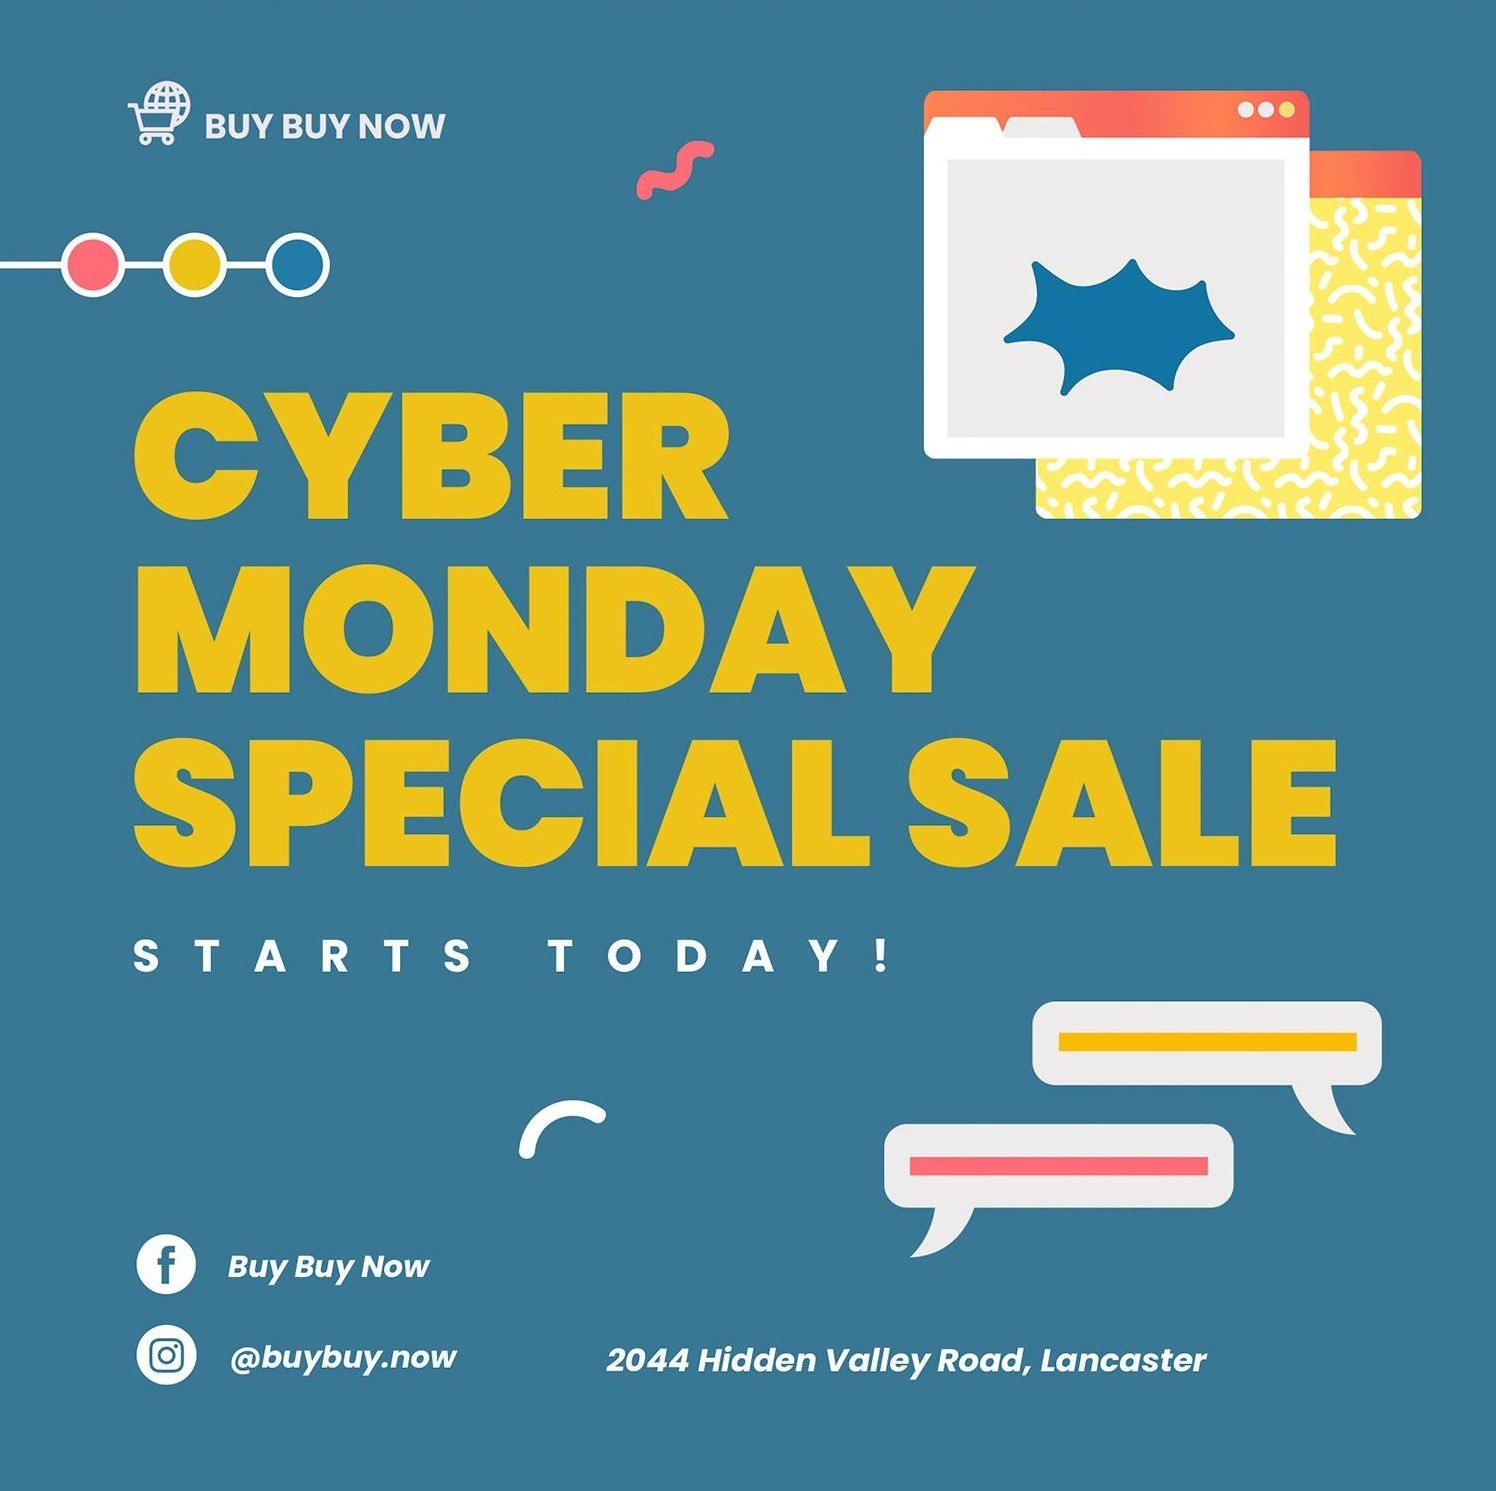 BUY BUY NOW
CYBER
MONDAY
SPECIAL SALE
STARTS TODAY!
Buy Buy Now
@buybuy.now
2044 Hidden Valley Road, Lancaster